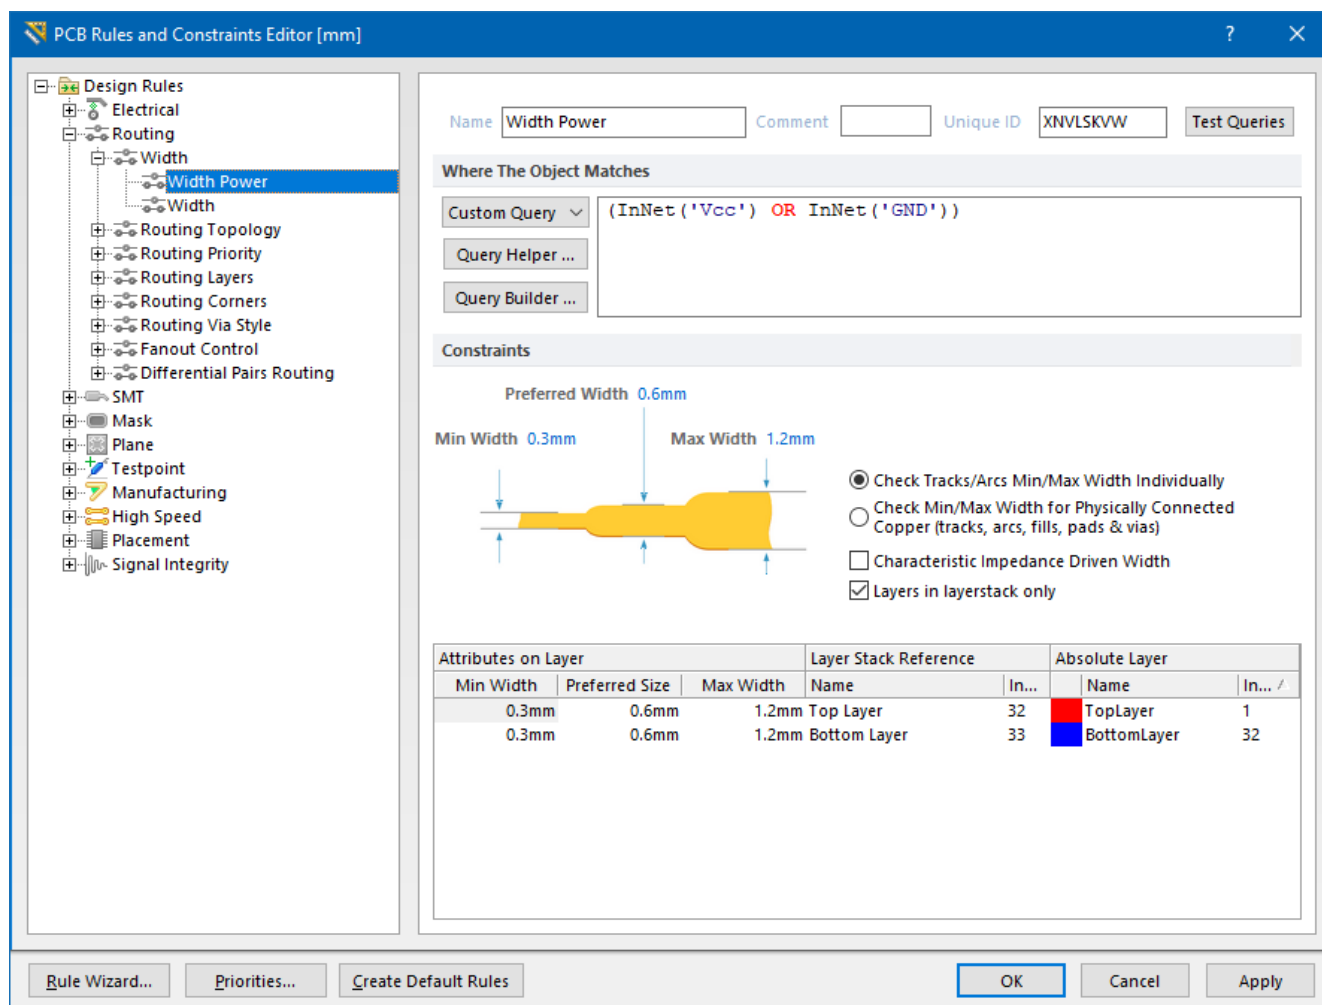 PCB Rules and Constraints Editor [mm]
?
Design Rules
Electrical
Routing
Width
Width Power
Width
Routing Topology
Routing Priority
Routing Layers
Routing Corners
Routing Via Style
Fanout Control
Differential Pairs Routing
SMT
Mask
Plane
Testpoint
Manufacturing
High Speed
Placement
Signal Integrity
Name Width Power Comment Unique ID XNVLSKVW Test Queries
Where The Object Matches
Custom Query (InNet('Vcc') OR InNet('GND'))
Query Helper ...
Query Builder ...
Constraints
Preferred Width 0.6mm
Min Width 0.3mm Max Width 1.2mm
Check Tracks/Arcs Min/Max Width Individually
Check Min/Max Width for Physically Connected
Copper (tracks, arcs, fills, pads & vias)
Characteristic Impedance Driven Width
Layers in layerstack only
Attributes on Layer Layer Stack Reference Absolute Layer
Min Width Preferred Size Max Width Name In... Name In...
0.3mm 0.6mm 1.2mm Top Layer 32 TopLayer 1
0.3mm 0.6mm 1.2mm Bottom Layer 33 BottomLayer 32
Rule Wizard... Priorities... Create Default Rules OK Cancel Apply